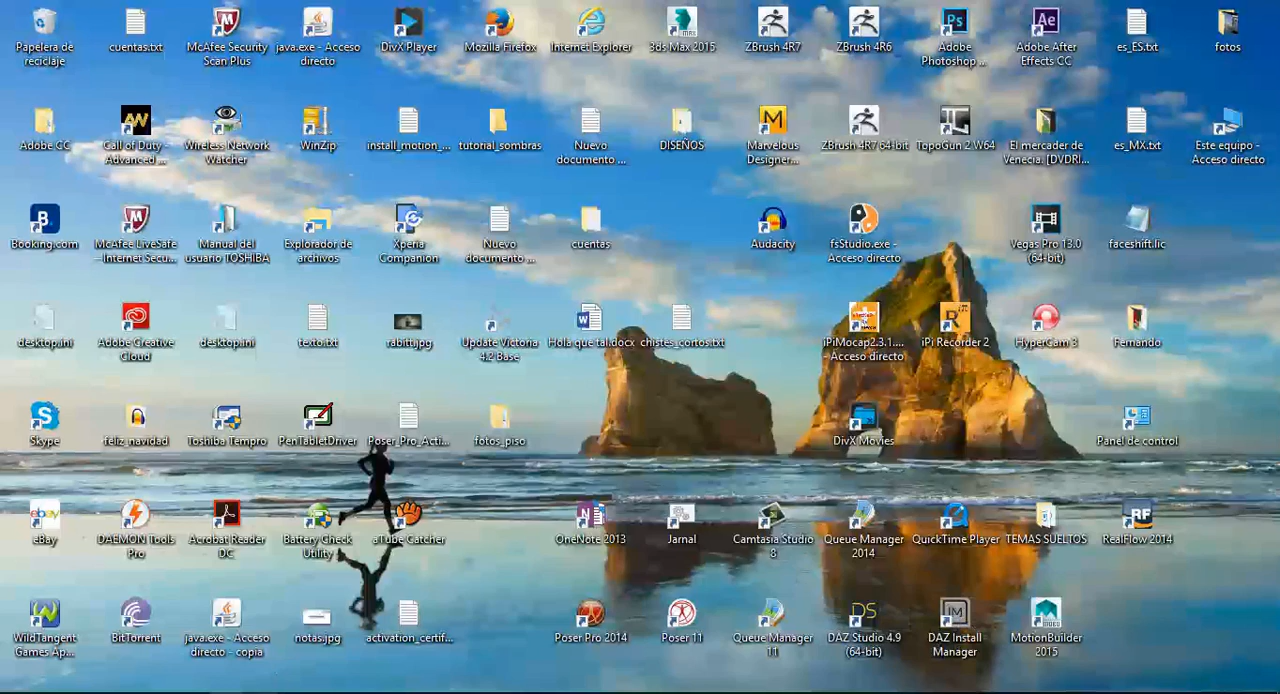 Papelera de
reciclaje
cuentas.txt
McAfee Security
Scan Plus
java.exe - Acceso
directo
DivX Player
Mozilla Firefox
Internet Explorer
3ds Max 2015
ZBrush 4R7
ZBrush 4R6
Adobe
Photoshop ...
Adobe After
Effects CC
es_ES.txt
fotos
Adobe CC
Call of Duty -
Advanced ...
Wireless Network
Watcher
WinZip
install_motion_...
tutorial_sombras
Nuevo
documento ...
DISEÑOS
Marvelous
Designer...
ZBrush 4R7 64-bit
TopoGun 2 W64
El mercader de
Venecia. [DVDRI...
es_MX.txt
Este equipo -
Acceso directo
Booking.com
McAfee LiveSafe
– Internet Secu...
Manual del
usuario TOSHIBA
Explorador de
archivos
Xperia
Companion
Nuevo
documento ...
cuentas
Audacity
fsStudio.exe -
Acceso directo
Vegas Pro 13.0
(64-bit)
faceshift.lic
desktop.ini
Adobe Creative
Cloud
desktop.ini
texto.txt
rabitt.jpg
Update Victoria
4.2 Base
Hola que tal.docx
chistes_cortos.txt
iPiMocap2.3.1....
- Acceso directo
iPi Recorder 2
HyperCam 3
Fernando
Skype
feliz_navidad
Toshiba Tempro
PenTabletDriver
Poser_Pro_Acti...
fotos_piso
DivX Movies
Panel de control
eBay
DAEMON Tools
Pro
Acrobat Reader
DC
Battery Check
Utility
aTube Catcher
OneNote 2013
Jarnal
Camtasia Studio
8
Queue Manager
2014
QuickTime Player
TEMAS SUELTOS
RealFlow 2014
WildTangent
Games Ap...
BitTorrent
java.exe - Acceso
directo - copia
notas.jpg
activation_certif...
Poser Pro 2014
Poser 11
Queue Manager
11
DAZ Studio 4.9
(64-bit)
DAZ Install
Manager
MotionBuilder
2015